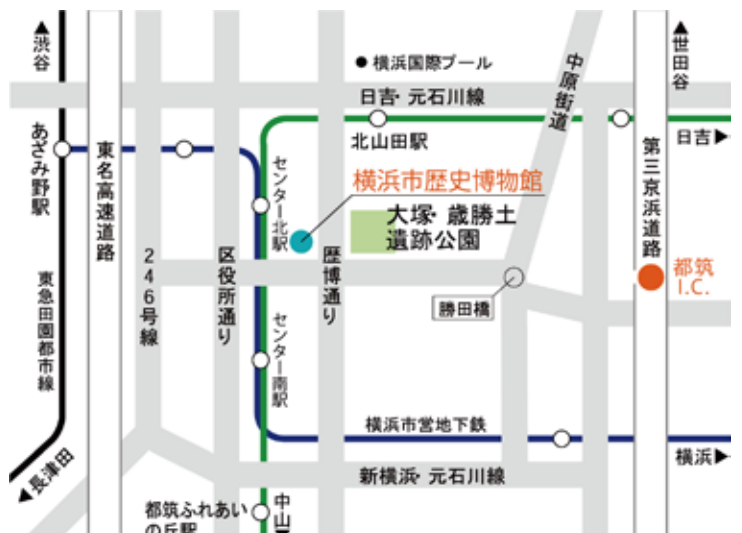 ▲渋谷
▲世田谷
● 横浜国際プール
中原街道
日吉・元石川線
北山田駅
日吉▶
あざみ野駅
東名高速道路
センター北駅
横浜市歴史博物館
大塚・歳勝土
遺跡公園
第三京浜道路
246号線
区役所通り
歴博通り
都筑
I.C.
勝田橋
東急田園都市線
センター南駅
横浜市営地下鉄
横浜▶
◀長津田
新横浜・元石川線
都筑ふれあい
の丘駅
中山▼